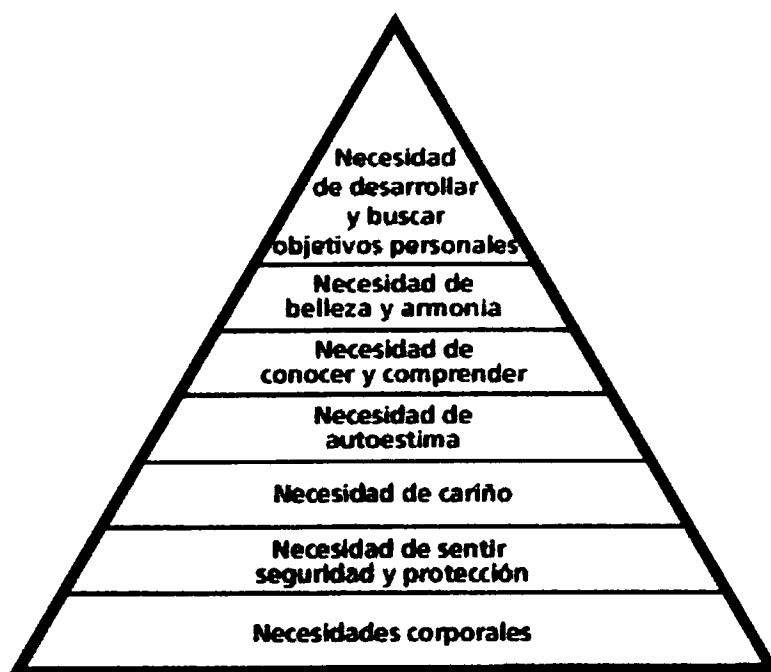 Necesidad
de desarrollar
y buscar
objetivos personales
Necesidad de
belleza y armonia
Necesidad de
conocer y comprender
Necesidad de
autoestima
Necesidad de cariño
Necesidad de sentir
seguridad y protección
Necesidades corporales